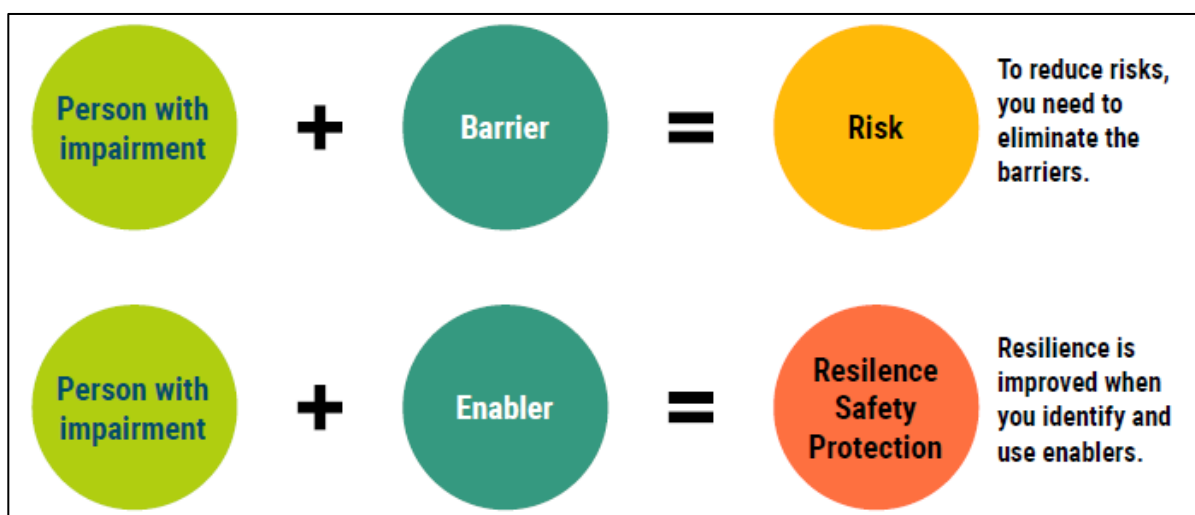 Person with
impairment
+
Barrier
=
Risk
To reduce risks,
you need to
eliminate the
barriers.
Person with
impairment
+
Enabler
=
Resilence
Safety
Protection
Resilience is
improved when
you identify and
use enablers.